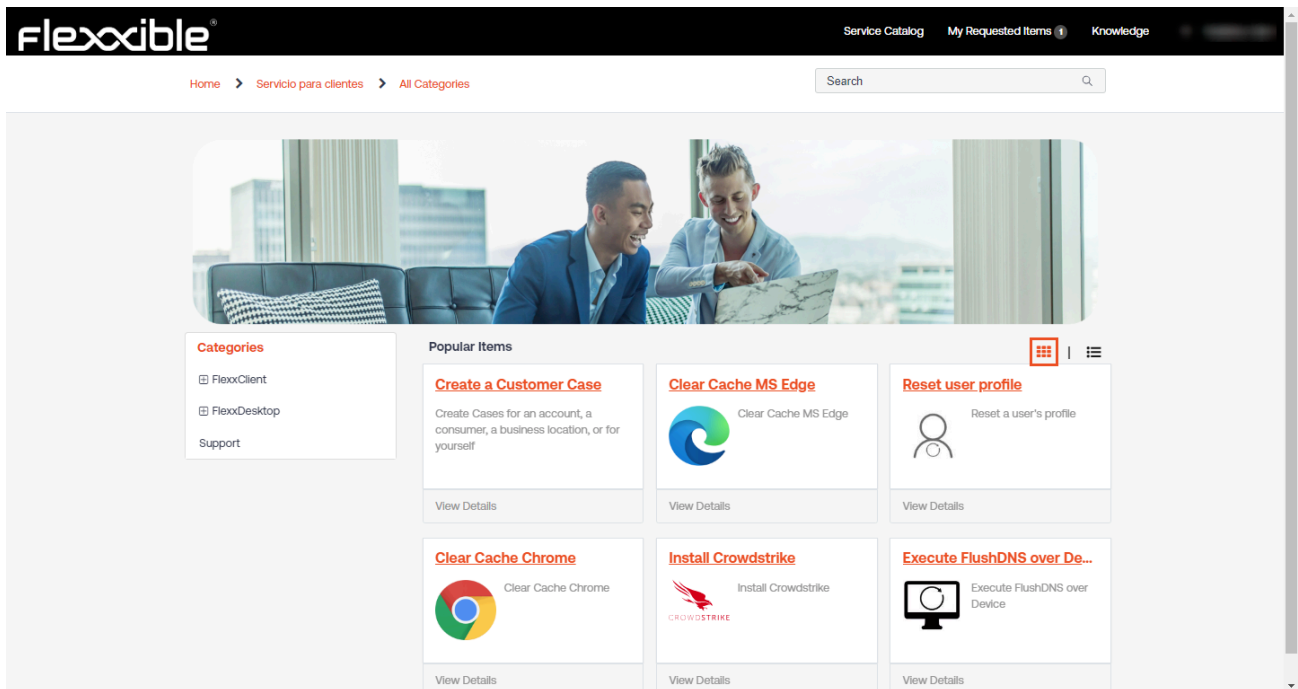 flexxible®
Service Catalog My Requested Items 1 Knowledge
Home > Servicio para clientes > All Categories
Search
Categories
FlexxClient
FlexxDesktop
Support
Popular Items
|
Create a Customer Case
Create Cases for an account, a
consumer, a business location, or for
yourself
View Details
Clear Cache MS Edge
Clear Cache MS Edge
View Details
Reset user profile
Reset a user's profile
View Details
Clear Cache Chrome
Clear Cache Chrome
View Details
Install Crowdstrike
CROWDSTRIKE
Install Crowdstrike
View Details
Execute FlushDNS over De...
Execute FlushDNS over
Device
View Details